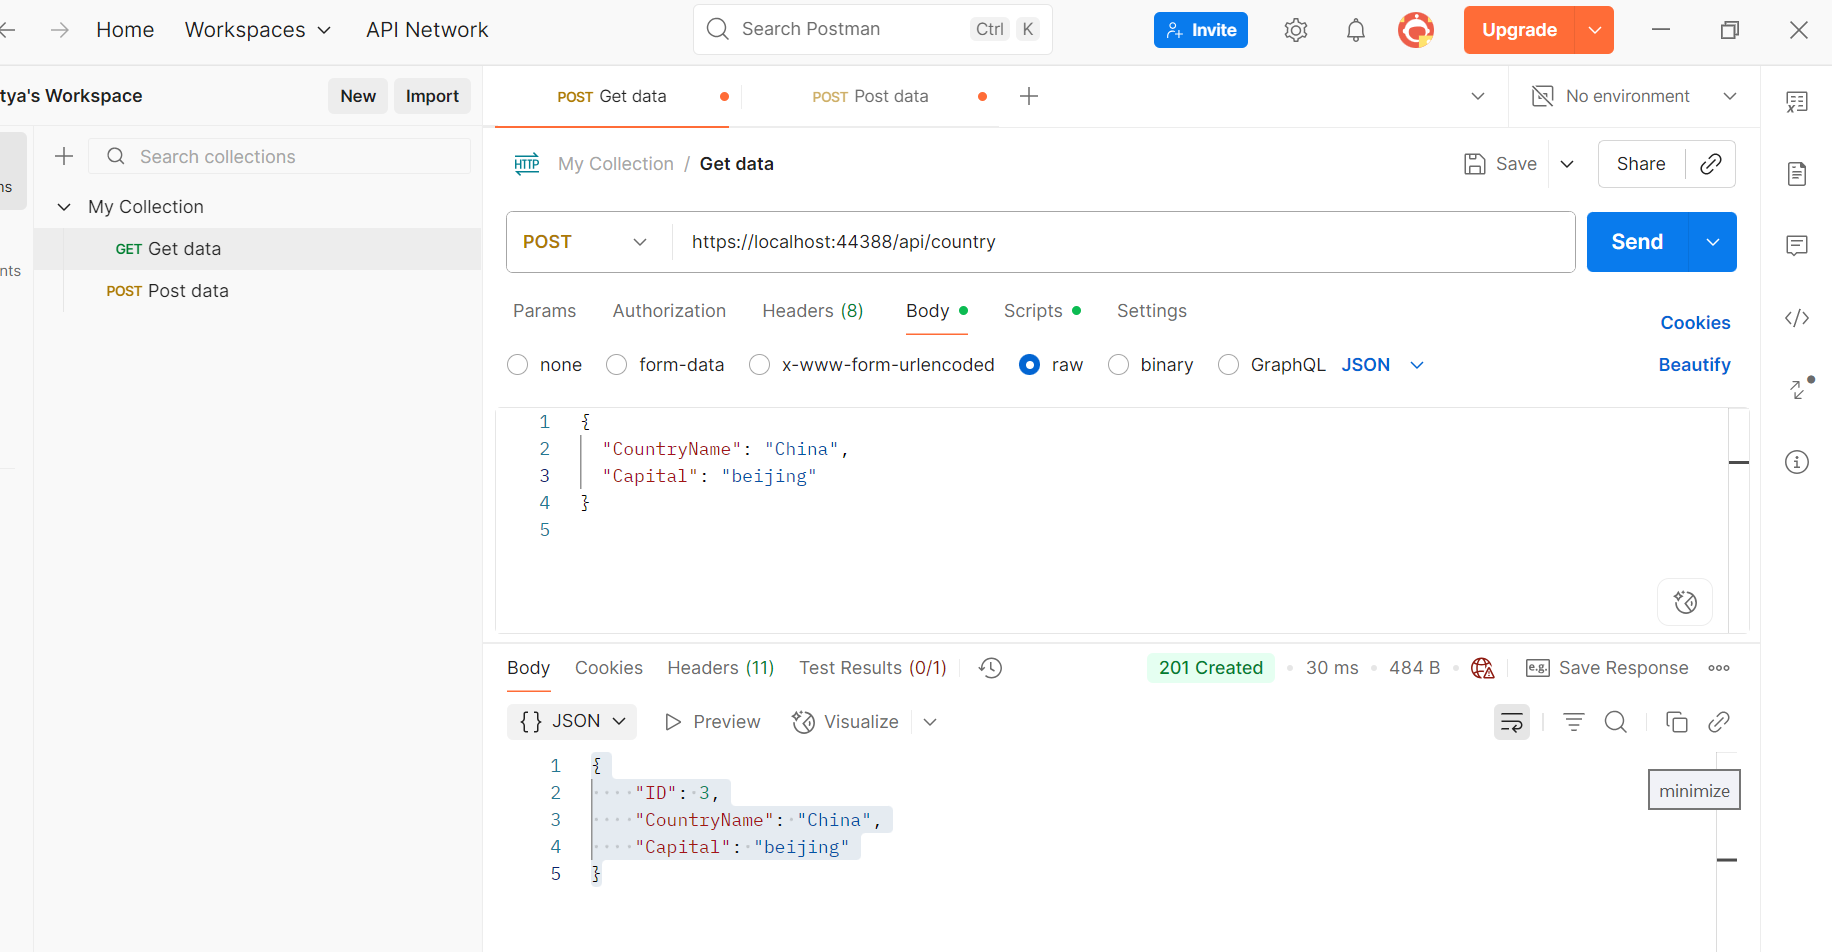 Home Workspaces API Network Search Postman Ctrl K Invite Upgrade
tya's Workspace New Import POST Get data POST Post data No environment
Search collections HTTP My Collection / Get data Save Share
ns
My Collection
GET Get data POST https://localhost:44388/api/country Send
nts
POST Post data
Params Authorization Headers (8) Body Scripts Settings Cookies
none form-data x-www-form-urlencoded raw binary GraphQL JSON Beautify
1 {
2 "CountryName": "China",
3 "Capital": "beijing"
4 }
5
Body Cookies Headers (11) Test Results (0/1) 201 Created 30 ms 484 B e.g. Save Response
{} JSON Preview Visualize
1 {
2 "ID": 3,
minimize
3 "CountryName": "China",
4 "Capital": "beijing"
5 }